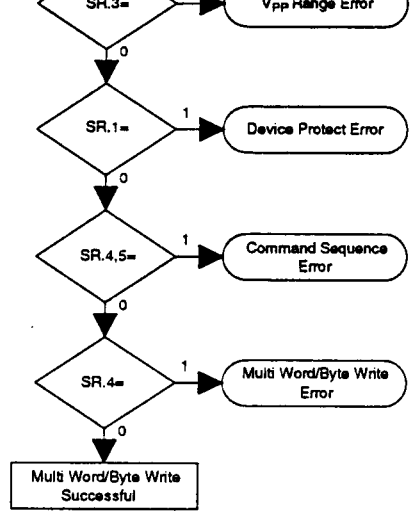 SR.3=
VPP Range Error
0
SR.1=
1
Device Protect Error
0
SR.4,5=
1
Command Sequence
Error
0
SR.4=
1
Multi Word/Byte Write
Error
0
Multi Word/Byte Write
Successful